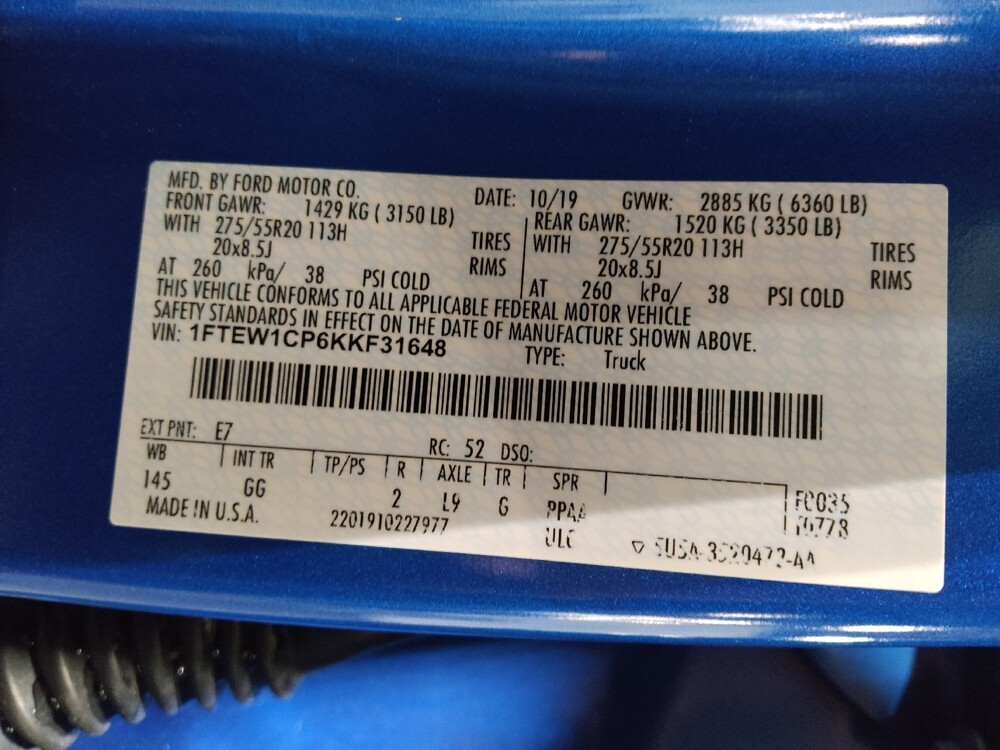 MFD. BY FORD MOTOR CO. DATE: 10/19 GVWR: 2885 KG ( 6360 LB)
FRONT GAWR: 1429 KG ( 3150 LB) REAR GAWR: 1520 KG ( 3350 LB)
WITH 275/55R20 113H TIRES WITH 275/55R20 113H TIRES
20x8.5J RIMS 20x8.5J RIMS
AT 260 kPa/ 38 PSI COLD AT 260 kPa/ 38 PSI COLD
THIS VEHICLE CONFORMS TO ALL APPLICABLE FEDERAL MOTOR VEHICLE
SAFETY STANDARDS IN EFFECT ON THE DATE OF MANUFACTURE SHOWN ABOVE.
VIN: 1FTEW1CP6KKF31648 TYPE: Truck
EXT PNT: E7 RC: 52 DSO:
WB INT TR TP/PS R AXLE TR SPR
145 GG 2 L9 G PPAA FC035
MADE IN U.S.A. 2201910227977 ULC